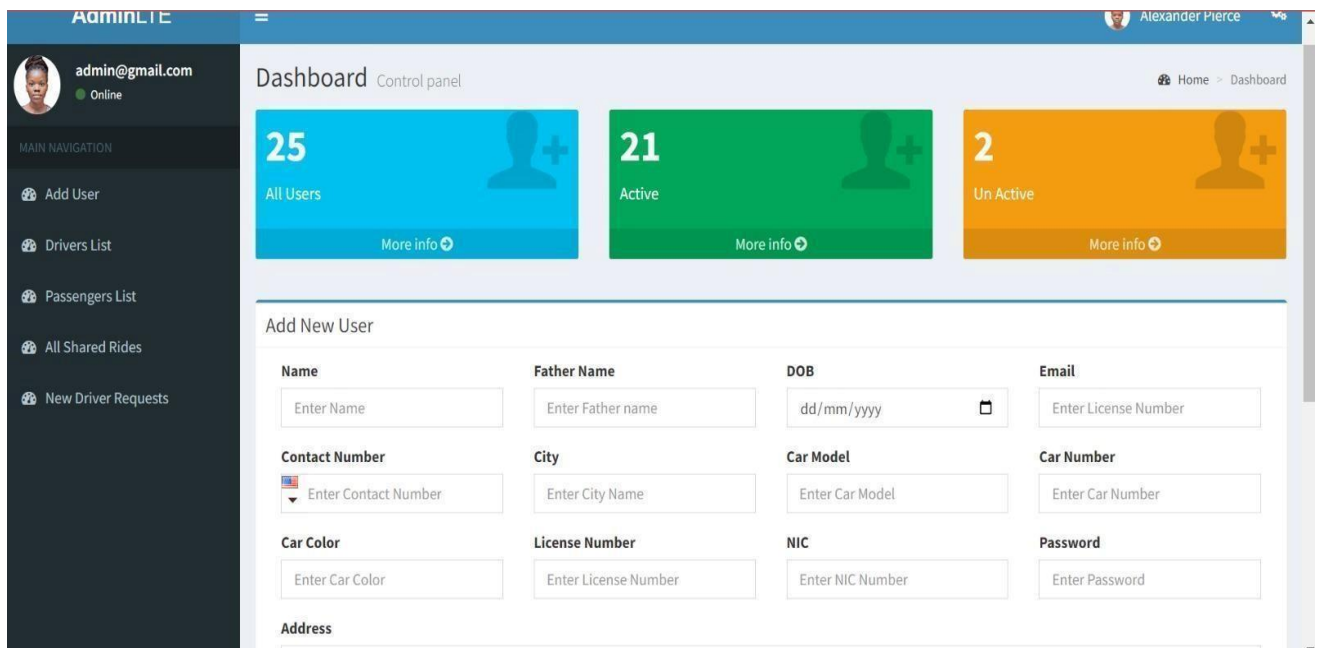 AdminLTE
Alexander Pierce
admin@gmail.com
Online
MAIN NAVIGATION
Add User
Drivers List
Passengers List
All Shared Rides
New Driver Requests
Dashboard Control panel
Home > Dashboard
25
All Users
More info
21
Active
More info
2
Un Active
More info
Add New User
Name Father Name DOB Email
Enter Name Enter Father name dd/mm/yyyy Enter License Number
Contact Number City Car Model Car Number
Enter Contact Number Enter City Name Enter Car Model Enter Car Number
Car Color License Number NIC Password
Enter Car Color Enter License Number Enter NIC Number Enter Password
Address